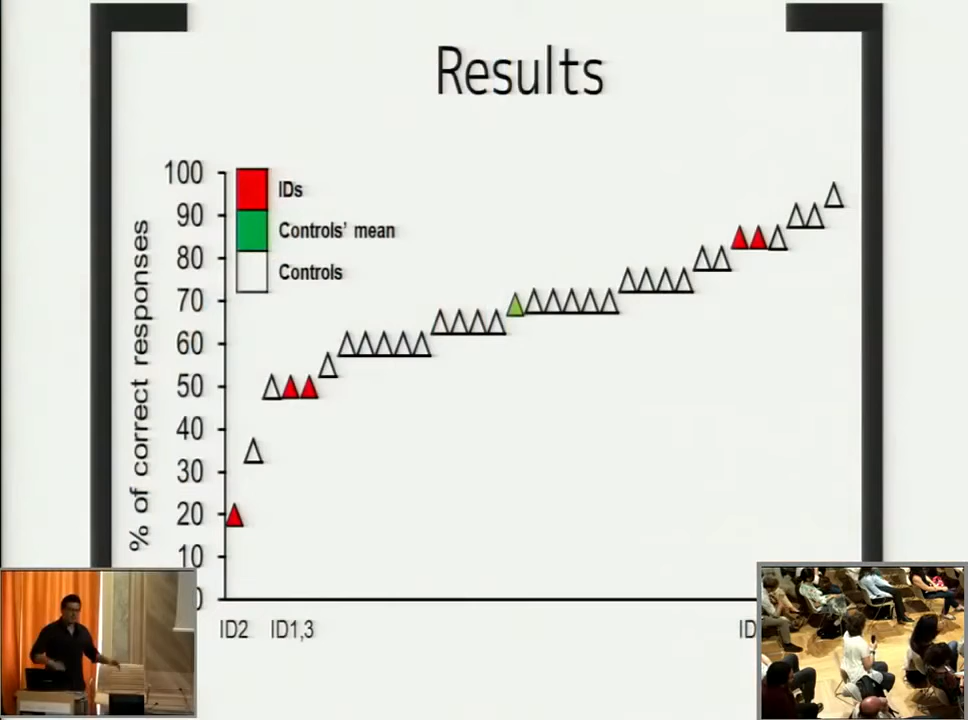 Results
100
90
80
70
60
50
40
30
20
10
% of correct responses
IDs
Controls' mean
Controls
ID2 ID1,3 ID